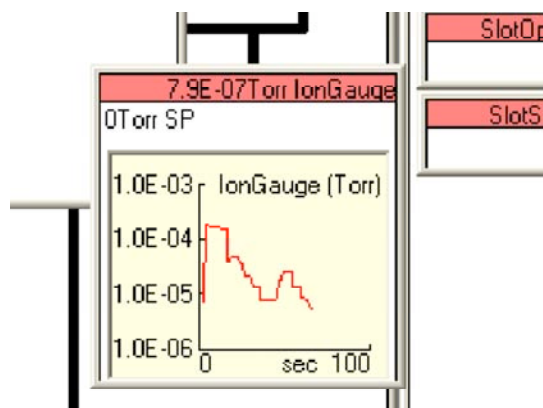 7.9E-07Torr IonGauge
0Torr SP
IonGauge (Torr)
1.0E-03
1.0E-04
1.0E-05
1.0E-06
0 sec 100
SlotOp
SlotS